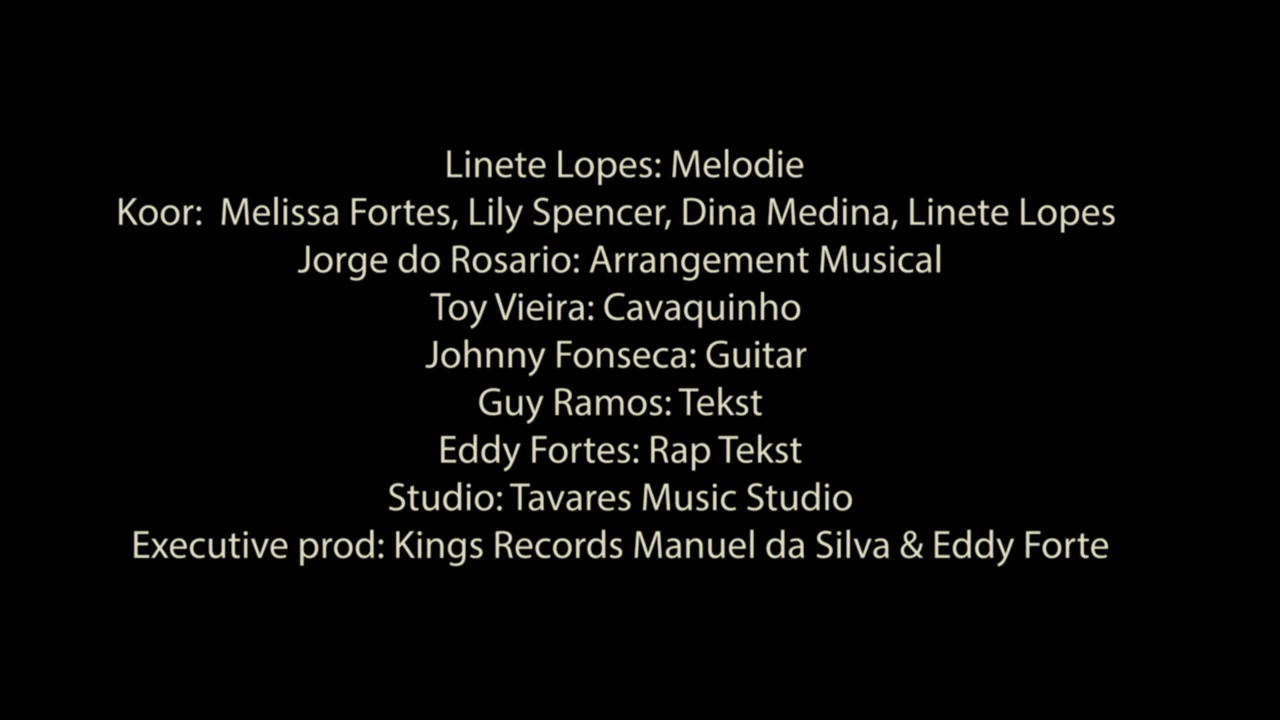 Linete Lopes: Melodie
Koor: Melissa Fortes, Lily Spencer, Dina Medina, Linete Lopes
Jorge do Rosario: Arrangement Musical
Toy Vieira: Cavaquinho
Johnny Fonseca: Guitar
Guy Ramos: Tekst
Eddy Fortes: Rap Tekst
Studio: Tavares Music Studio
Executive prod: Kings Records Manuel da Silva & Eddy Forte